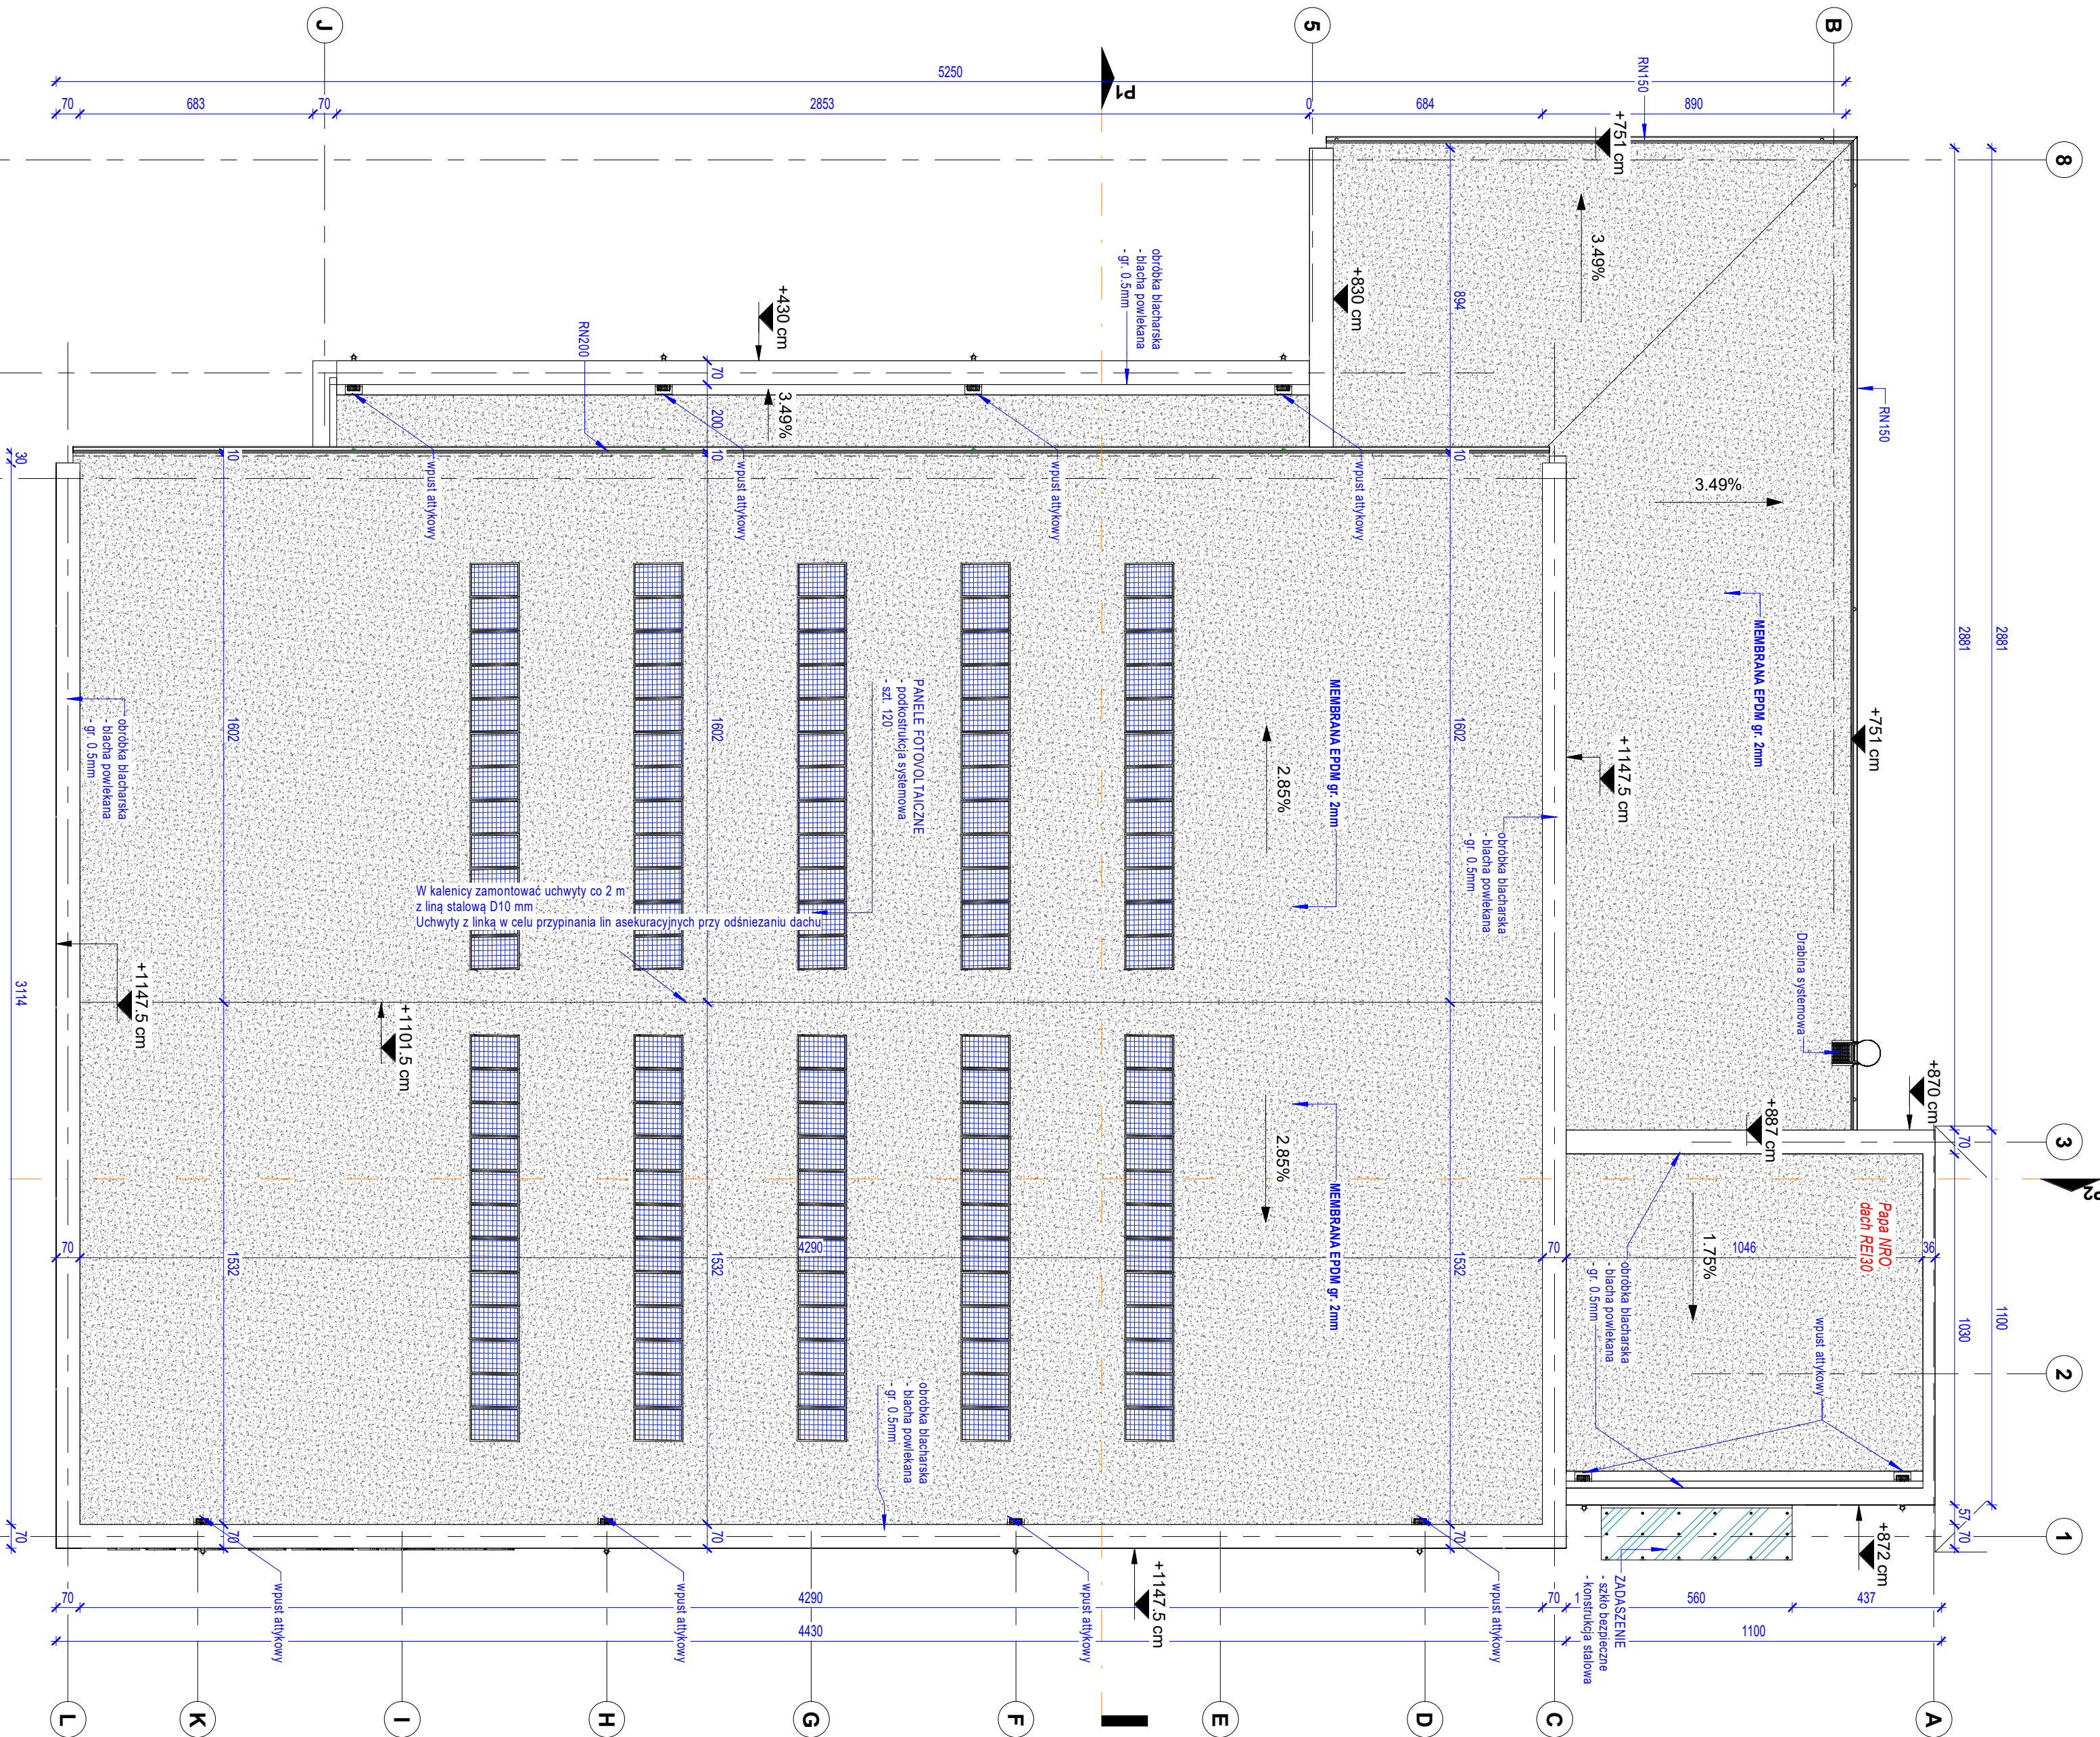 J
5
B
8
3
2
1
L
K
I
H
G
F
E
D
C
A
P1
P2
5250
70
683
70
2853
0
684
890
RN150
+751 cm
3.49%
+830 cm
894
obróbka blacharska
- blacha powlekana
- gr. 0.5mm
+430 cm
RN200
70
3.49%
200
10
10
10
30
wpust attykowy
wpust attykowy
wpust attykowy
wpust attykowy
RN150
3.49%
2881
2881
MEMBRANA EPDM gr. 2mm
+751 cm
MEMBRANA EPDM gr. 2mm
PANELE FOTOVOLTAICZNE
- podkostrukcja systemowa
- szt. 120
1602
1602
1602
2.85%
+1147.5 cm
obróbka blacharska
- blacha powlekana
- gr. 0.5mm
obróbka blacharska
- blacha powlekana
- gr. 0.5mm
W kalenicy zamontować uchwyty co 2 m
z liną stalową D10 mm
Uchwyty z linką w celu przypinania lin asekuracyjnych przy odśnieżaniu dachu
Drabina systemowa
+1147.5 cm
3114
+1101.5 cm
+870 cm
+887 cm
70
2.85%
MEMBRANA EPDM gr. 2mm
Papa NRO
dach REI30
1.75%
1046
36
70
4290
70
1532
1532
1532
1100
1030
obróbka blacharska
- blacha powlekana
- gr. 0.5mm
wpust attykowy
obróbka blacharska
- blacha powlekana
- gr. 0.5mm
57
70
70
70
70
70
+872 cm
+1147.5 cm
ZADASZENIE
- szkło bezpieczne
- konstrukcja stalowa
wpust attykowy
wpust attykowy
wpust attykowy
wpust attykowy
70
4290
70
1
560
437
4430
1100